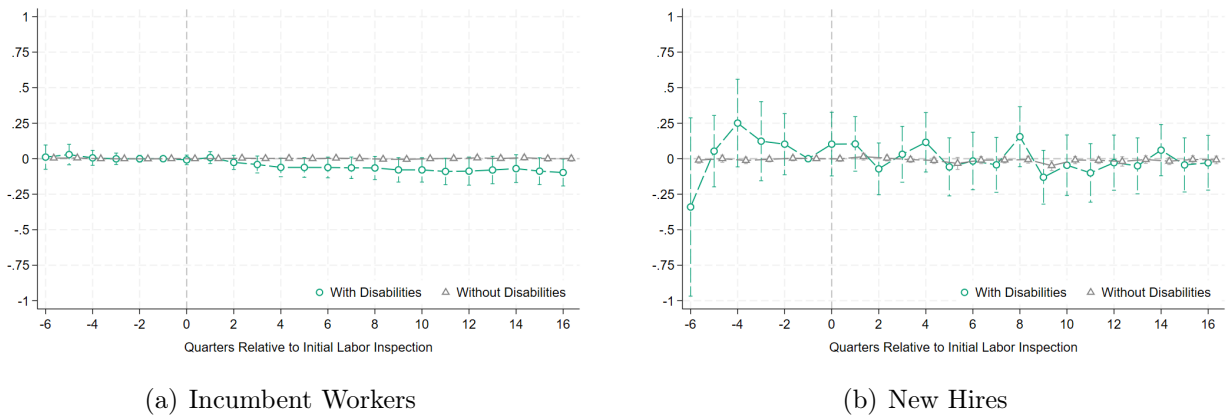 1
.75
.5
.25
0
-.25
-.5
-.75
-1
With Disabilities Without Disabilities
-6 -4 -2 0 2 4 6 8 10 12 14 16
Quarters Relative to Initial Labor Inspection
(a) Incumbent Workers
1
.75
.5
.25
0
-.25
-.5
-.75
-1
With Disabilities Without Disabilities
-6 -4 -2 0 2 4 6 8 10 12 14 16
Quarters Relative to Initial Labor Inspection
(b) New Hires